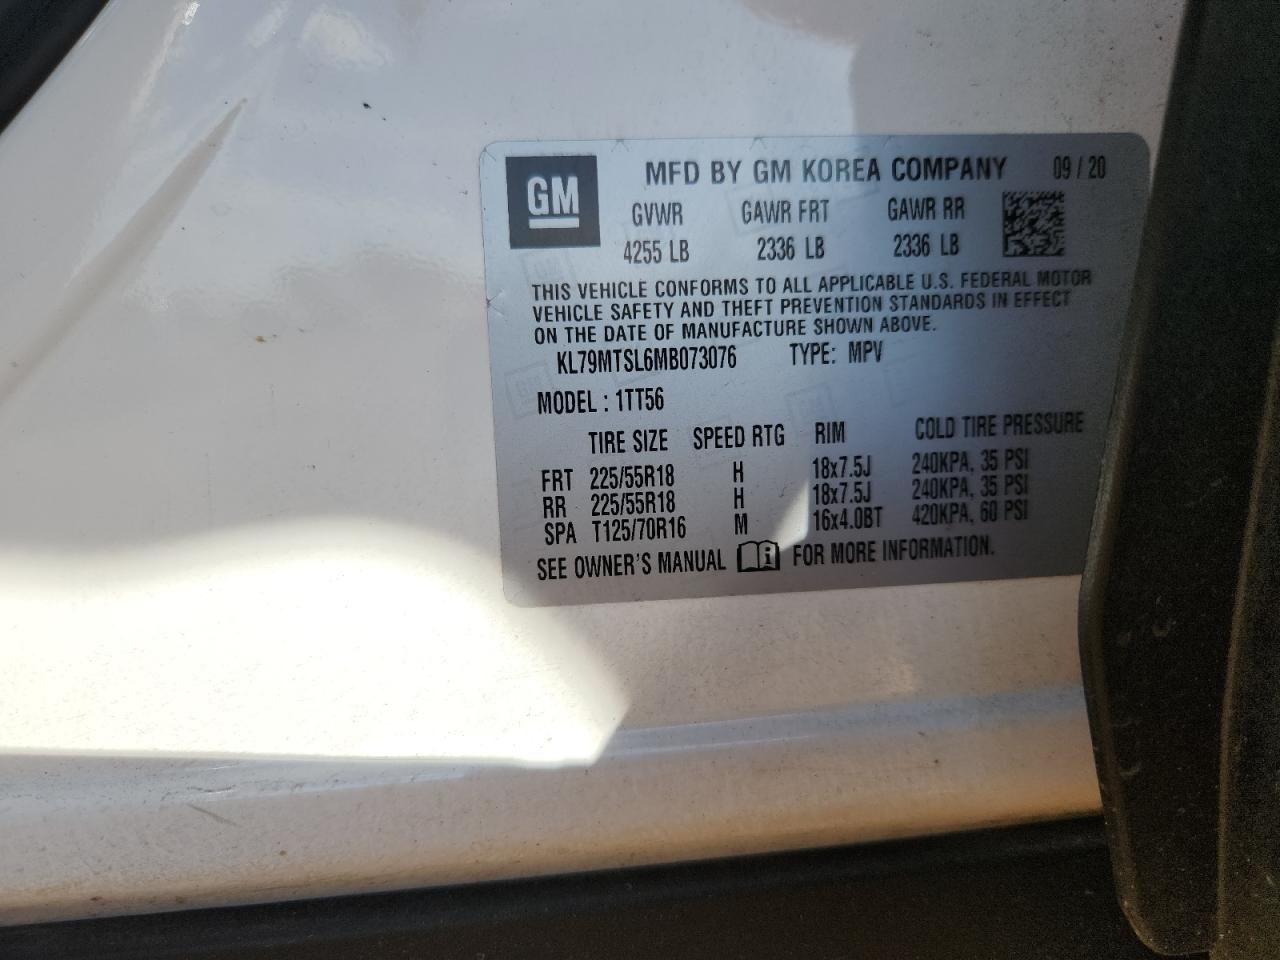 GM
MFD BY GM KOREA COMPANY 09 / 20
GVWR GAWR FRT GAWR RR
4255 LB 2336 LB 2336 LB
THIS VEHICLE CONFORMS TO ALL APPLICABLE U.S. FEDERAL MOTOR
VEHICLE SAFETY AND THEFT PREVENTION STANDARDS IN EFFECT
ON THE DATE OF MANUFACTURE SHOWN ABOVE.
KL79MTSL6MB073076 TYPE: MPV
MODEL : 1TT56
TIRE SIZE SPEED RTG RIM COLD TIRE PRESSURE
FRT 225/55R18 H 18x7.5J 240KPA, 35 PSI
RR 225/55R18 H 18x7.5J 240KPA, 35 PSI
SPA T125/70R16 M 16x4.0BT 420KPA, 60 PSI
SEE OWNER'S MANUAL i FOR MORE INFORMATION.